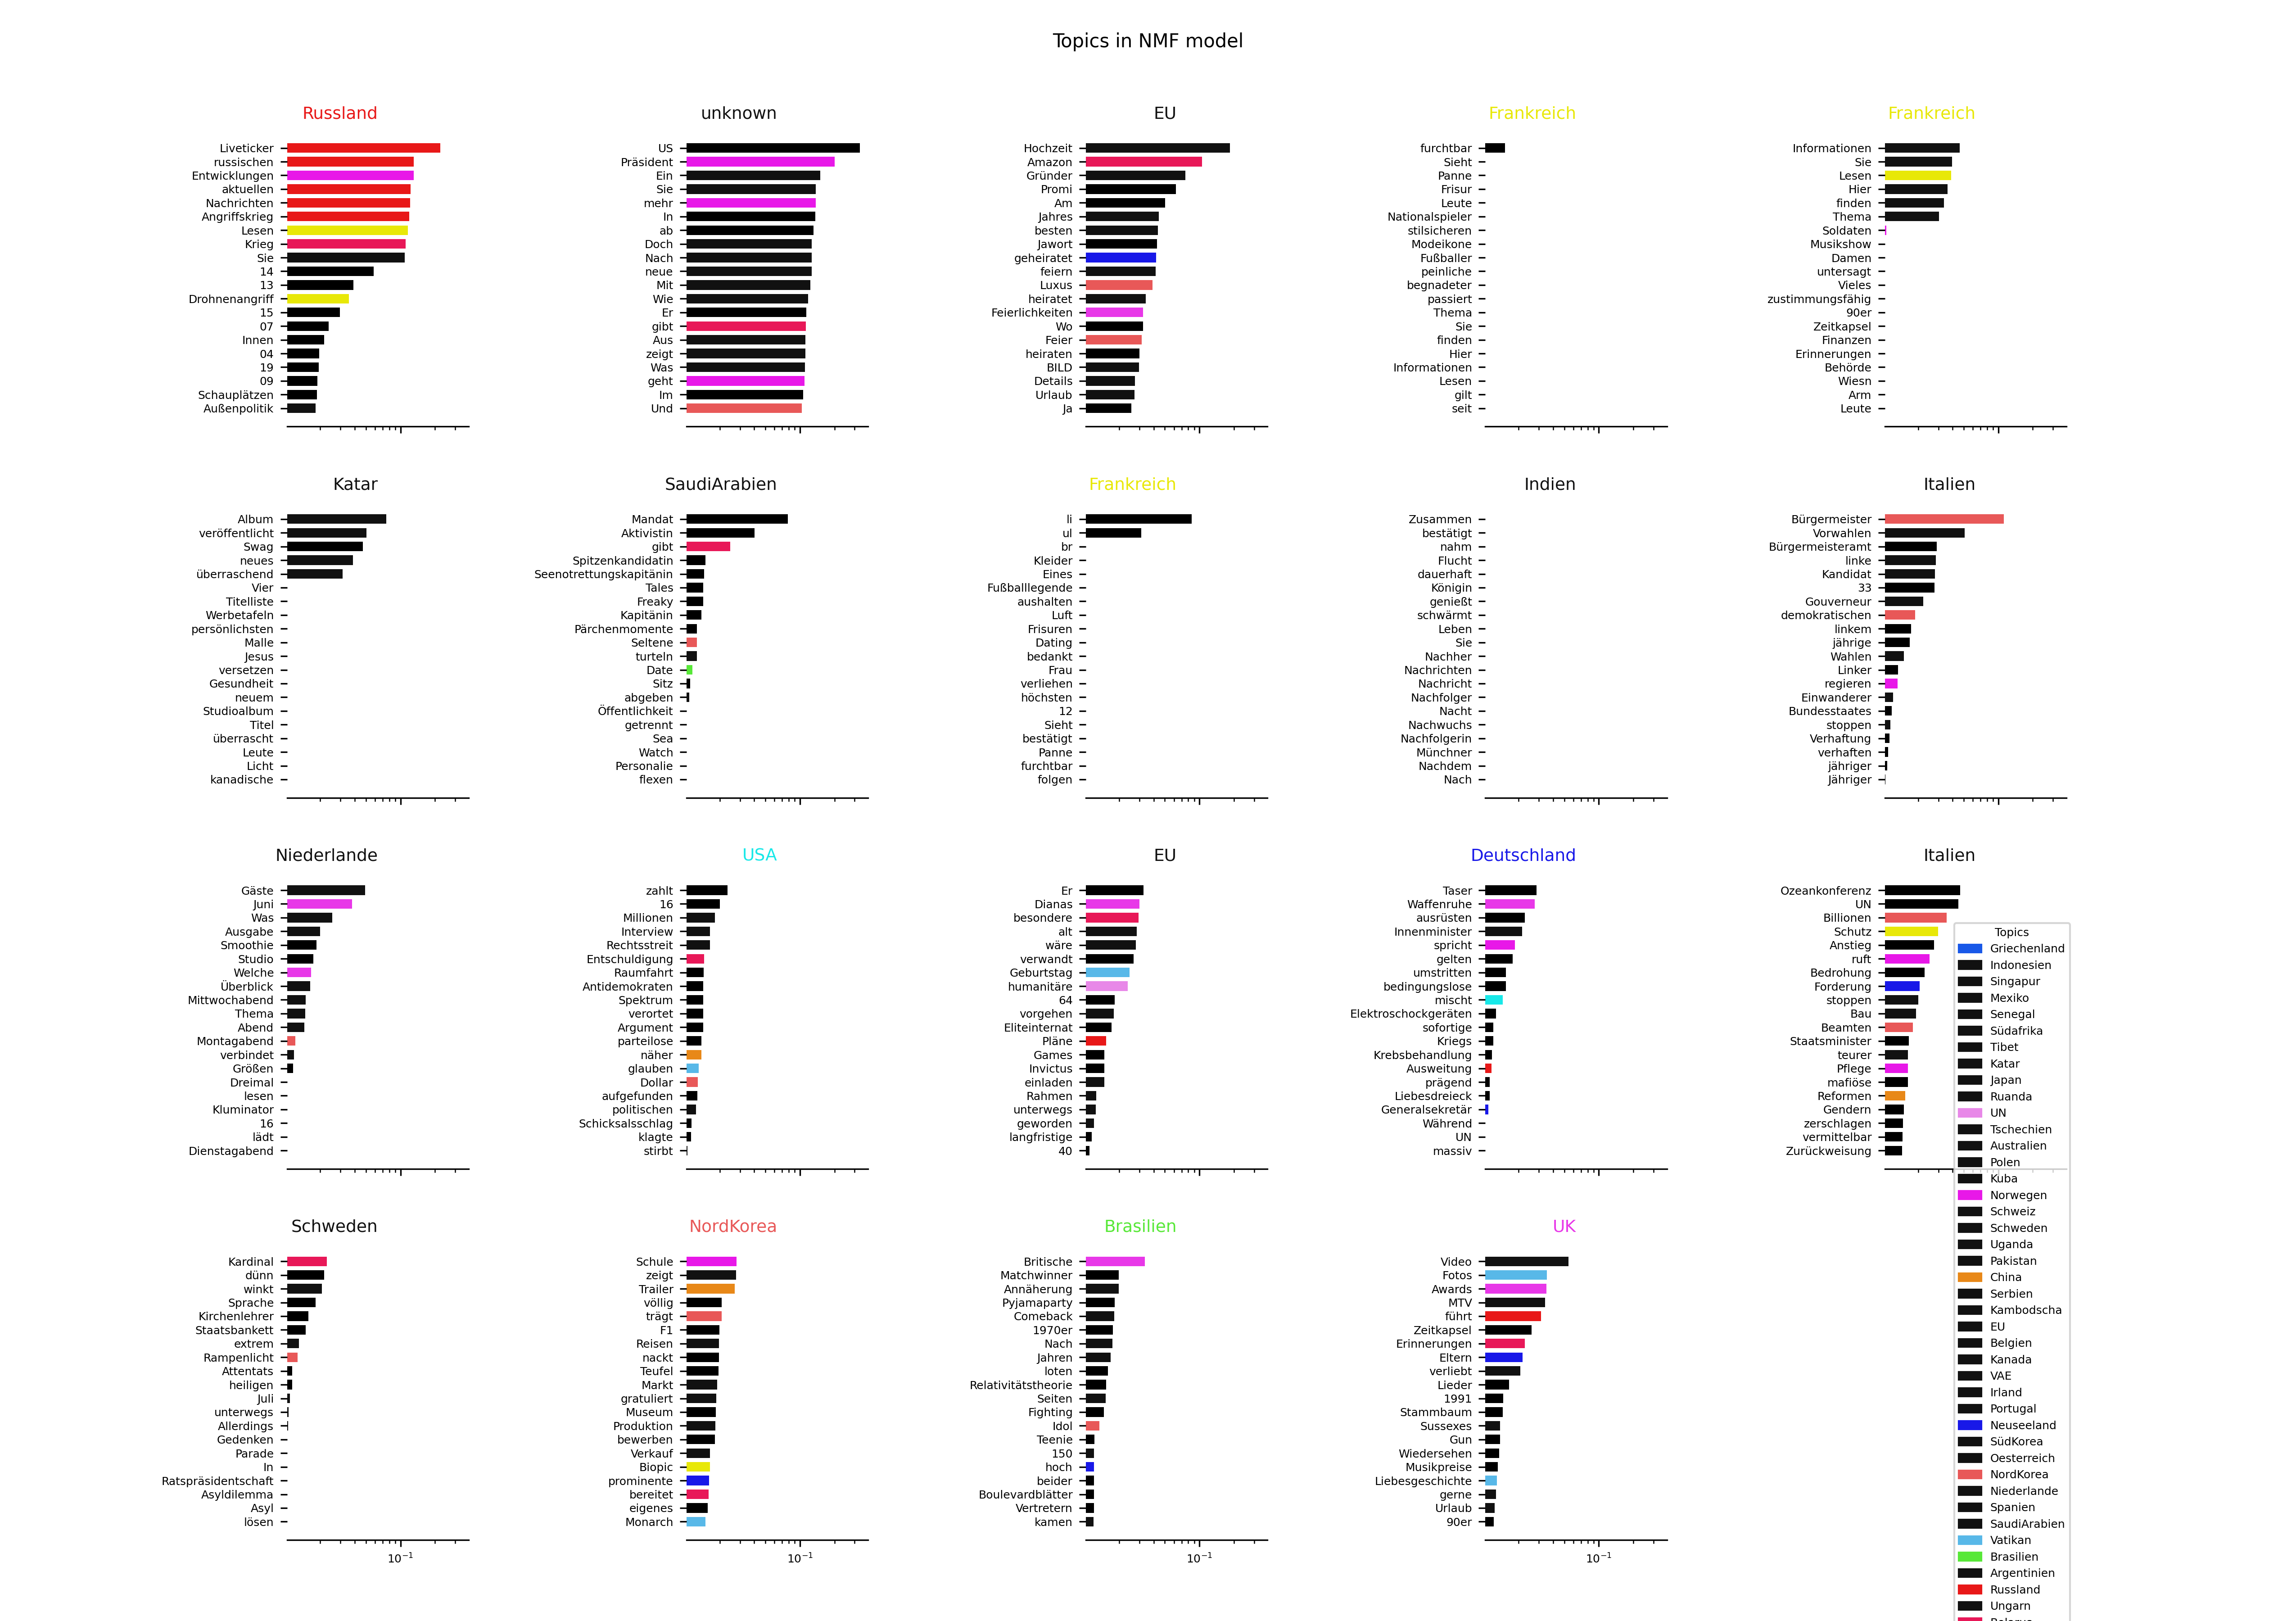 Topics in NMF model
Russland
Liveticker
russischen
Entwicklungen
aktuellen
Nachrichten
Angriffskrieg
Lesen
Krieg
Sie
14
13
Drohnenangriff
15
07
Innen
04
19
09
Schauplätzen
Außenpolitik
unknown
US
Präsident
Ein
Sie
mehr
In
ab
Doch
Nach
neue
Mit
Wie
Er
gibt
Aus
zeigt
Was
geht
Im
Und
EU
Hochzeit
Amazon
Gründer
Promi
Am
Jahres
besten
Jawort
geheiratet
feiern
Luxus
heiratet
Feierlichkeiten
Wo
Feier
heiraten
BILD
Details
Urlaub
Ja
Frankreich
furchtbar
Sieht
Panne
Frisur
Leute
Nationalspieler
stilsicheren
Modeikone
Fußballer
peinliche
begnadeter
passiert
Thema
Sie
finden
Hier
Informationen
Lesen
gilt
seit
Frankreich
Informationen
Sie
Lesen
Hier
finden
Thema
Soldaten
Musikshow
Damen
untersagt
Vieles
zustimmungsfähig
90er
Zeitkapsel
Finanzen
Erinnerungen
Behörde
Wiesn
Arm
Leute
Katar
Album
veröffentlicht
Swag
neues
überraschend
Vier
Titelliste
Werbetafeln
persönlichsten
Malle
Jesus
versetzen
Gesundheit
neuem
Studioalbum
Titel
überrascht
Leute
Licht
kanadische
SaudiArabien
Mandat
Aktivistin
gibt
Spitzenkandidatin
Seenotrettungskapitänin
Tales
Freaky
Kapitänin
Pärchenmomente
Seltene
turteln
Date
Sitz
abgeben
Öffentlichkeit
getrennt
Sea
Watch
Personalie
flexen
Frankreich
li
ul
br
Kleider
Eines
Fußballlegende
aushalten
Luft
Frisuren
Dating
bedankt
Frau
verliehen
höchsten
12
Sieht
bestätigt
Panne
furchtbar
folgen
Indien
Zusammen
bestätigt
nahm
Flucht
dauerhaft
Königin
genießt
schwärmt
Leben
Sie
Nachher
Nachrichten
Nachricht
Nachfolger
Nacht
Nachwuchs
Nachfolgerin
Münchner
Nachdem
Nach
Italien
Bürgermeister
Vorwahlen
Bürgermeisteramt
linke
Kandidat
33
Gouverneur
demokratischen
linkem
jährige
Wahlen
Linker
regieren
Einwanderer
Bundesstaates
stoppen
Verhaftung
verhaften
jähriger
Jähriger
Niederlande
Gäste
Juni
Was
Ausgabe
Smoothie
Studio
Welche
Überblick
Mittwochabend
Thema
Abend
Montagabend
verbindet
Größen
Dreimal
lesen
Kluminator
16
lädt
Dienstagabend
USA
zahlt
16
Millionen
Interview
Rechtsstreit
Entschuldigung
Raumfahrt
Antidemokraten
Spektrum
verortet
Argument
parteilose
näher
glauben
Dollar
aufgefunden
politischen
Schicksalsschlag
klagte
stirbt
EU
Er
Dianas
besondere
alt
wäre
verwandt
Geburtstag
humanitäre
64
vorgehen
Eliteinternat
Pläne
Games
Invictus
einladen
Rahmen
unterwegs
geworden
langfristige
40
Deutschland
Taser
Waffenruhe
ausrüsten
Innenminister
spricht
gelten
umstritten
bedingungslose
mischt
Elektroschockgeräten
sofortige
Kriegs
Krebsbehandlung
Ausweitung
prägend
Liebesdreieck
Generalsekretär
Während
UN
massiv
Italien
Ozeankonferenz
UN
Billionen
Schutz
Anstieg
ruft
Bedrohung
Forderung
stoppen
Bau
Beamten
Staatsminister
teurer
Pflege
mafiöse
Reformen
Gendern
zerschlagen
vermittelbar
Zurückweisung
Schweden
Kardinal
dünn
winkt
Sprache
Kirchenlehrer
Staatsbankett
extrem
Rampenlicht
Attentats
heiligen
Juli
unterwegs
Allerdings
Gedenken
Parade
In
Ratspräsidentschaft
Asyldilemma
Asyl
lösen
10⁻¹
NordKorea
Schule
zeigt
Trailer
völlig
trägt
F1
Reisen
nackt
Teufel
Markt
gratuliert
Museum
Produktion
bewerben
Verkauf
Biopic
prominente
bereitet
eigenes
Monarch
10⁻¹
Brasilien
Britische
Matchwinner
Annäherung
Pyjamaparty
Comeback
1970er
Nach
Jahren
loten
Relativitätstheorie
Seiten
Fighting
Idol
Teenie
150
hoch
beider
Boulevardblätter
Vertretern
kamen
10⁻¹
UK
Video
Fotos
Awards
MTV
führt
Zeitkapsel
Erinnerungen
Eltern
verliebt
Lieder
1991
Stammbaum
Sussexes
Gun
Wiedersehen
Musikpreise
Liebesgeschichte
gerne
Urlaub
90er
10⁻¹
Topics
Griechenland
Indonesien
Singapur
Mexiko
Senegal
Südafrika
Tibet
Katar
Japan
Ruanda
UN
Tschechien
Australien
Polen
Kuba
Norwegen
Schweiz
Schweden
Uganda
Pakistan
China
Serbien
Kambodscha
EU
Belgien
Kanada
VAE
Irland
Portugal
Neuseeland
SüdKorea
Oesterreich
NordKorea
Niederlande
Spanien
SaudiArabien
Vatikan
Brasilien
Argentinien
Russland
Ungarn